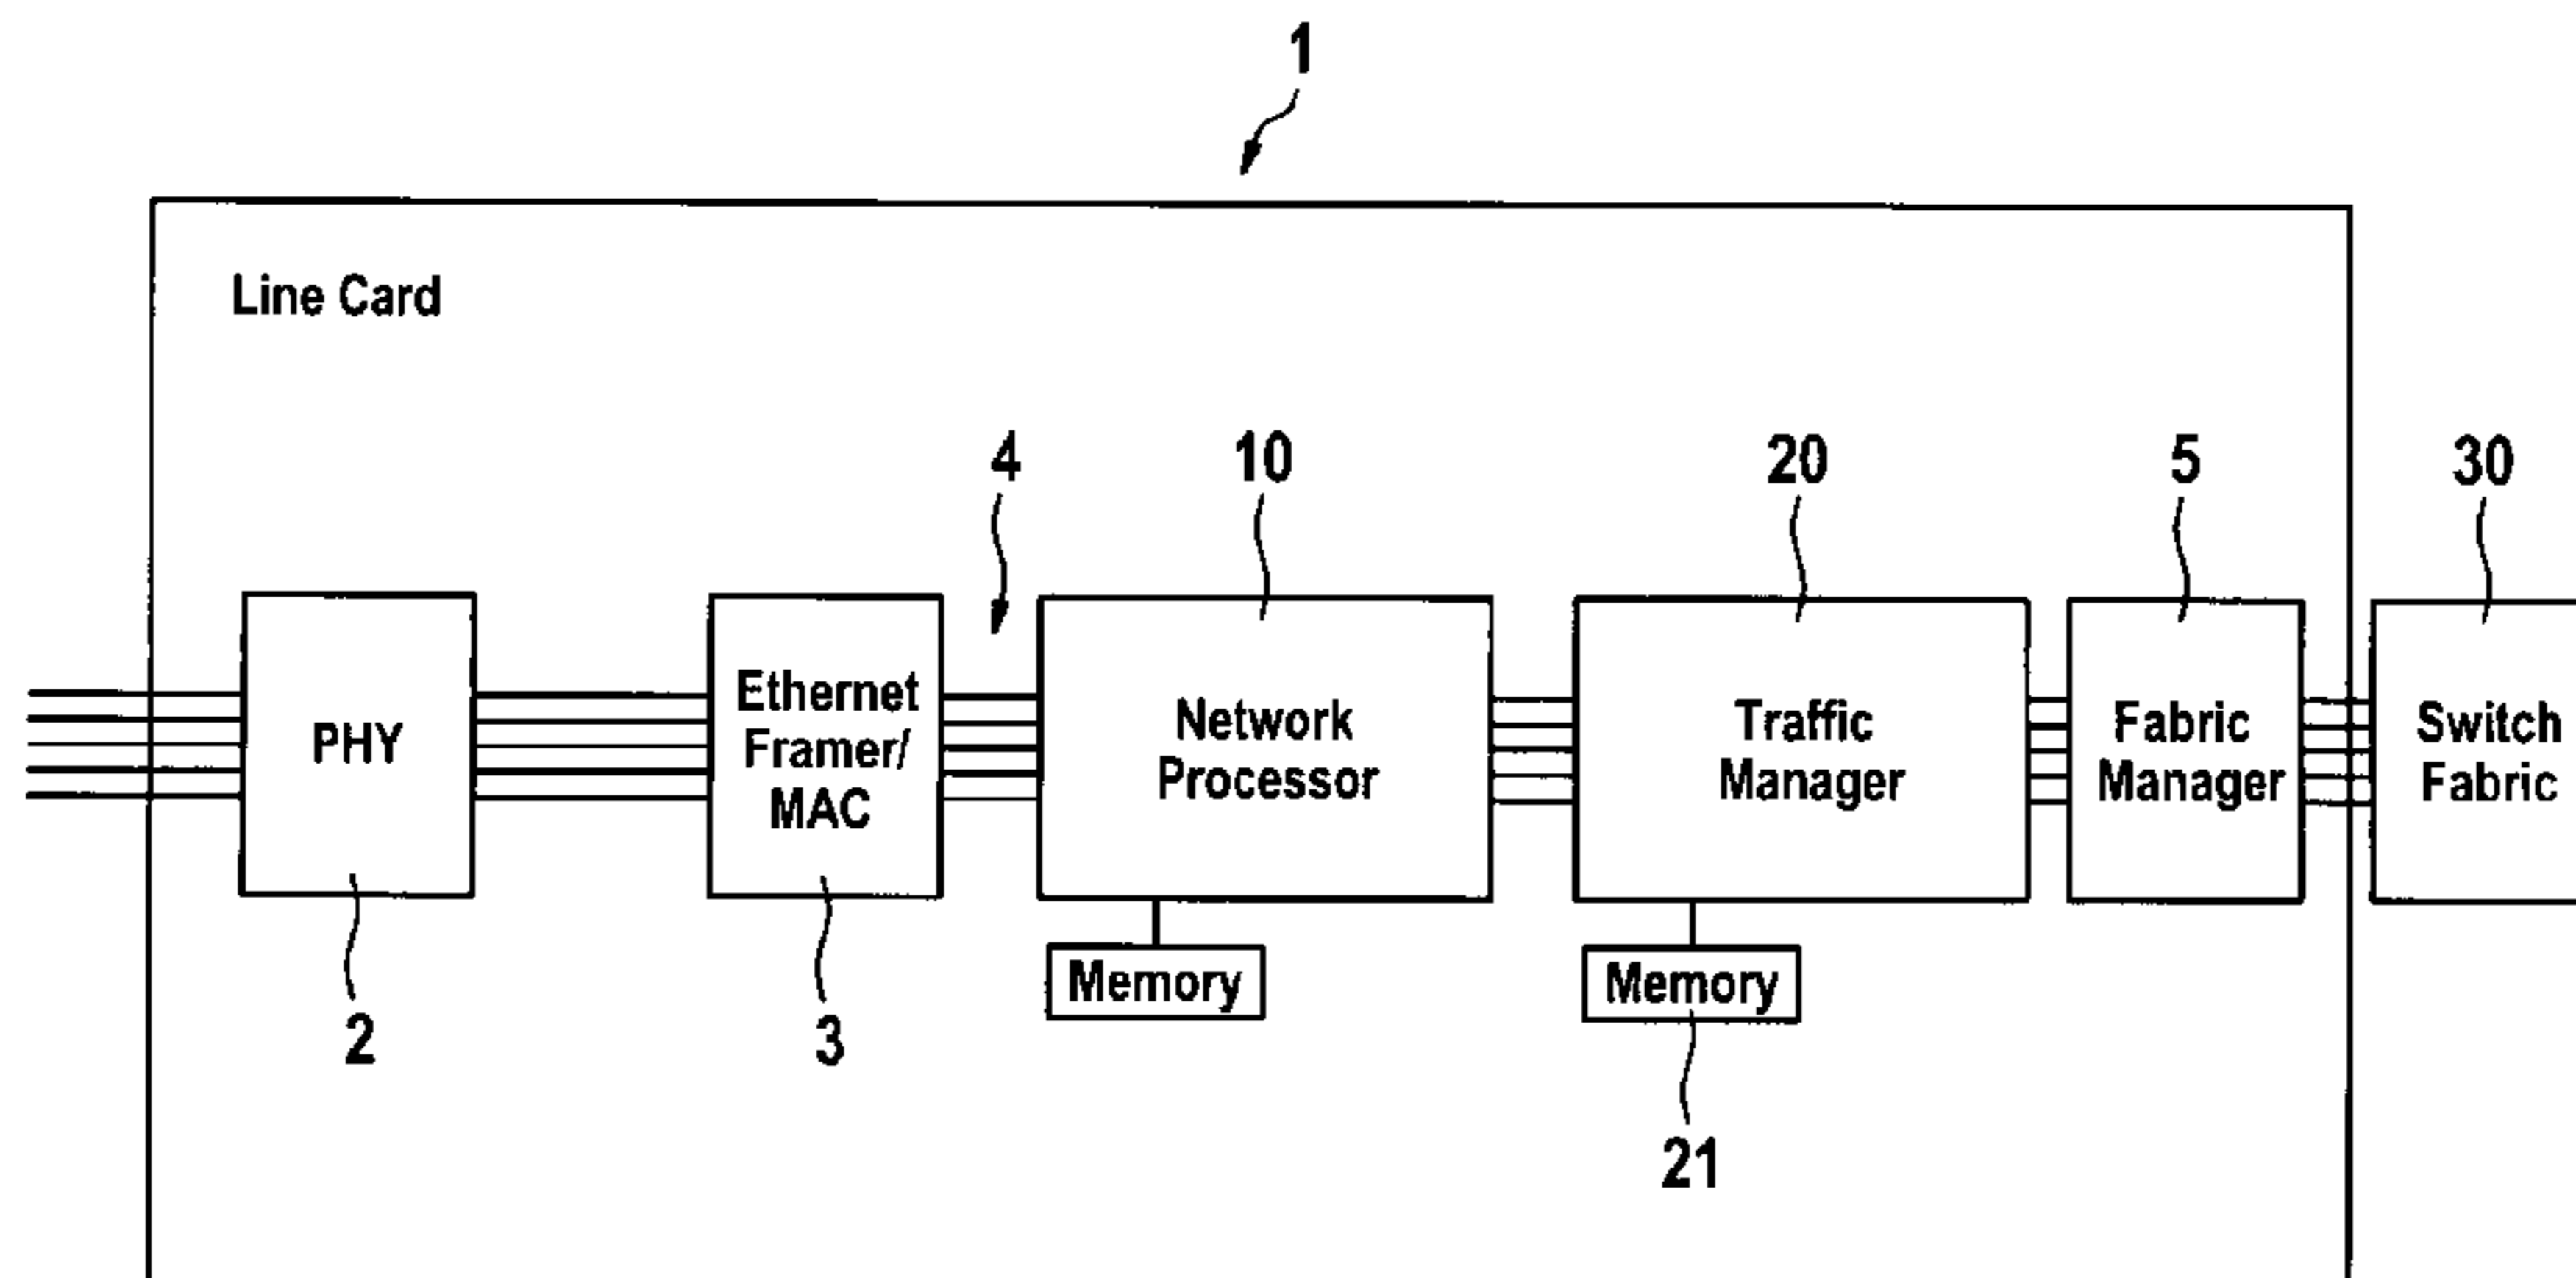 1
Line Card
4
10
20
5
30
PHY
Ethernet
Framer/
MAC
Network
Processor
Traffic
Manager
Fabric
Manager
Switch
Fabric
Memory
Memory
2
3
21